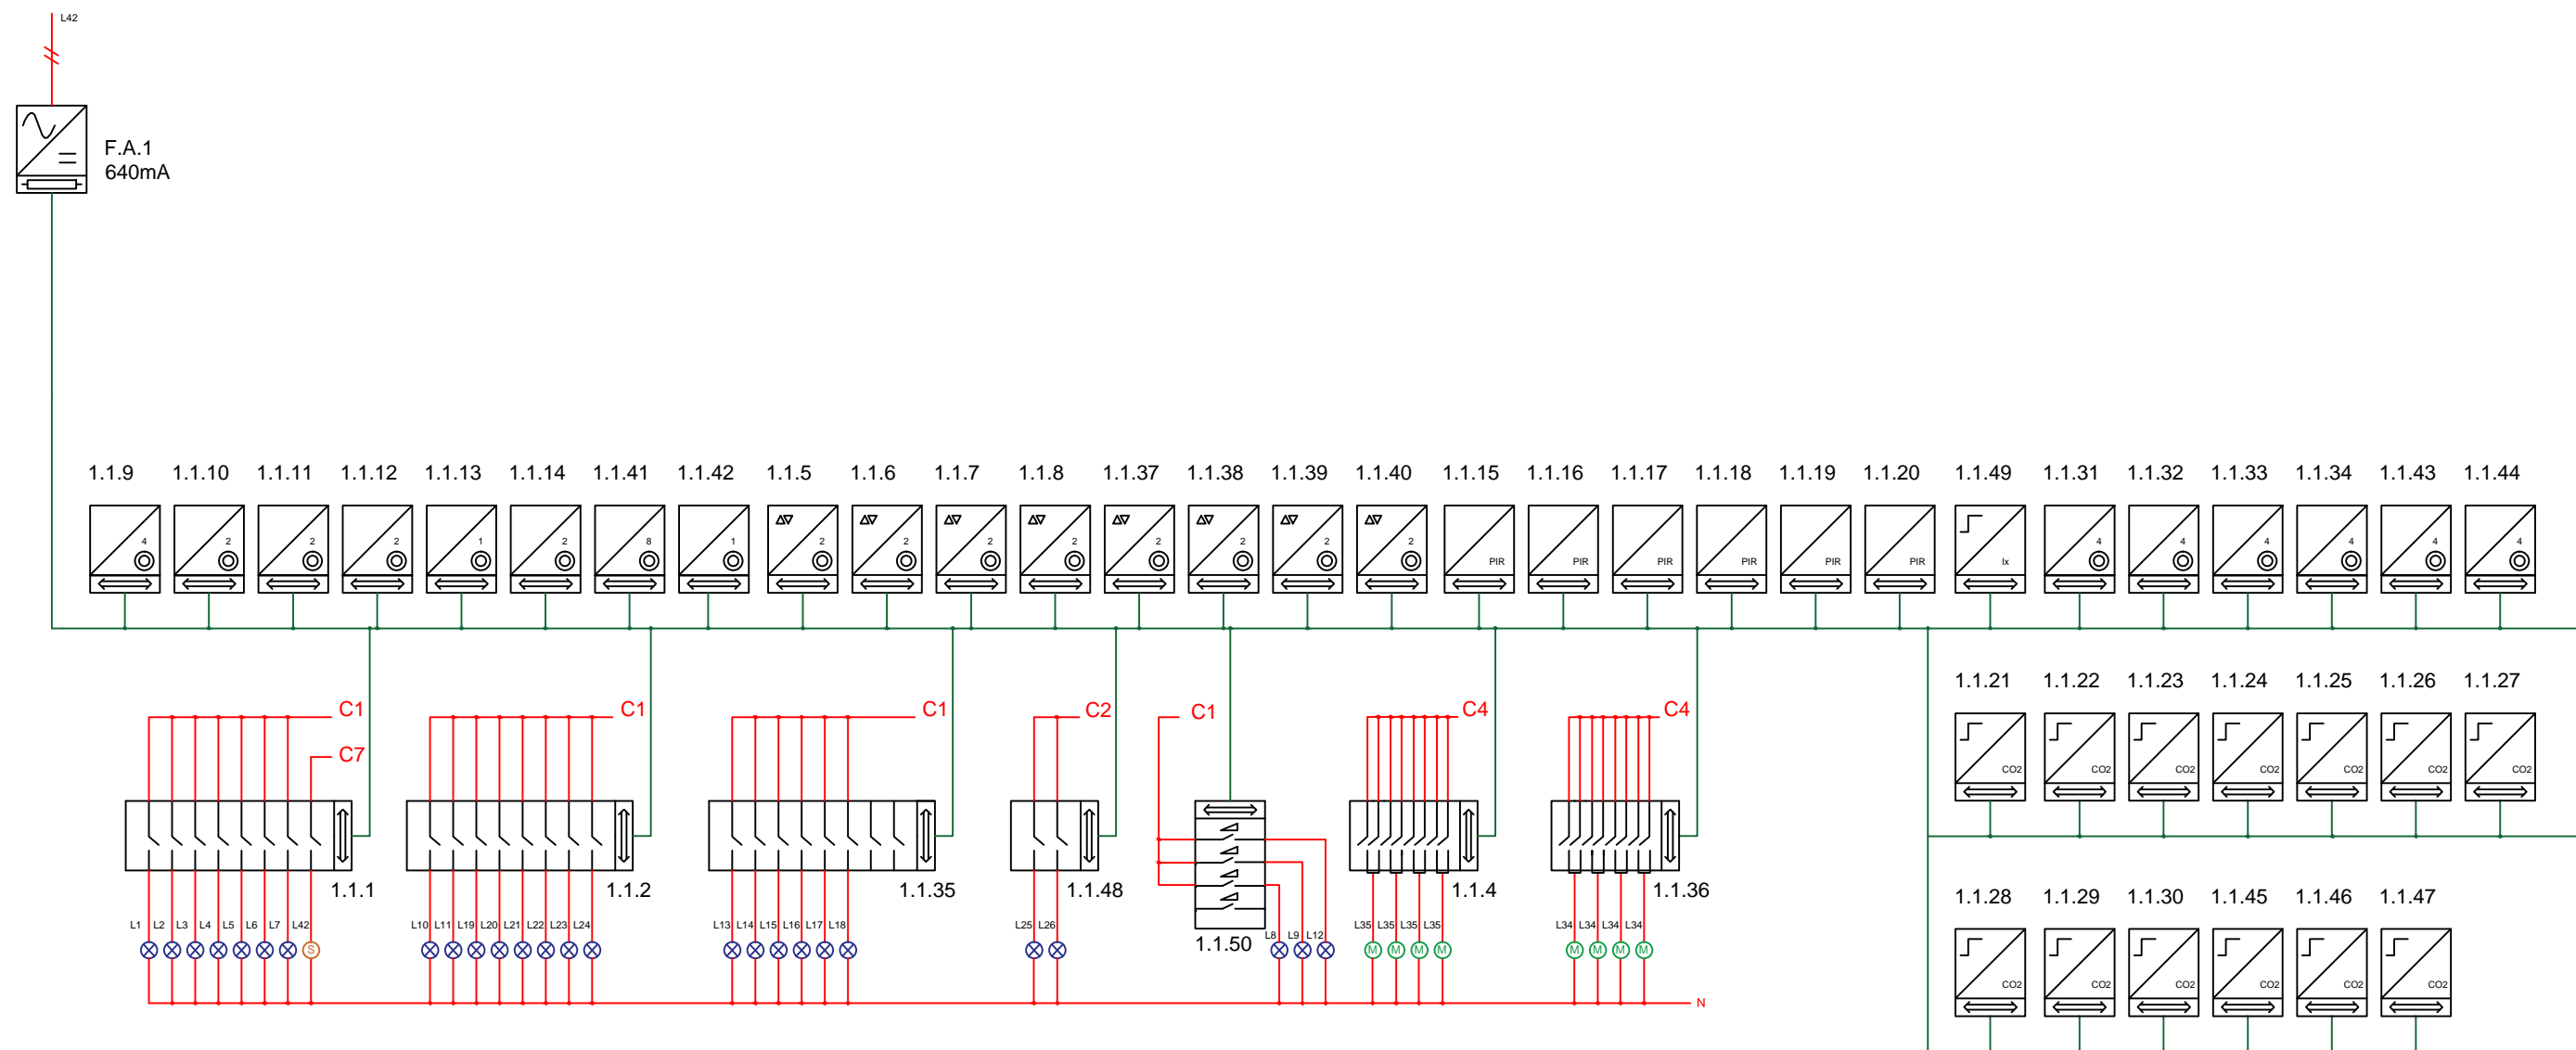 L42
F.A.1
640mA
1.1.9 1.1.10 1.1.11 1.1.12 1.1.13 1.1.14 1.1.41 1.1.42 1.1.5 1.1.6 1.1.7 1.1.8 1.1.37 1.1.38 1.1.39 1.1.40 1.1.15 1.1.16 1.1.17 1.1.18 1.1.19 1.1.20 1.1.49 1.1.31 1.1.32 1.1.33 1.1.34 1.1.43 1.1.44
4 2 2 2 1 2 8 1 2 2 2 2 2 2 2 2 4 4 4 4 4 4
PIR PIR PIR PIR PIR PIR lx
1.1.21 1.1.22 1.1.23 1.1.24 1.1.25 1.1.26 1.1.27
C1 C1 C1 C2 C1 C4 C4
C7
CO2 CO2 CO2 CO2 CO2 CO2 CO2
1.1.1 1.1.2 1.1.35 1.1.48 1.1.4 1.1.36
1.1.28 1.1.29 1.1.30 1.1.45 1.1.46 1.1.47
L1 L2 L3 L4 L5 L6 L7 L42 L10 L11 L19 L20 L21 L22 L23 L24 L13 L14 L15 L16 L17 L18 L25 L26 L8 L9 L12 L35 L35 L35 L35 L34 L34 L34 L34
1.1.50
S M M M M M M M M
CO2 CO2 CO2 CO2 CO2 CO2
N